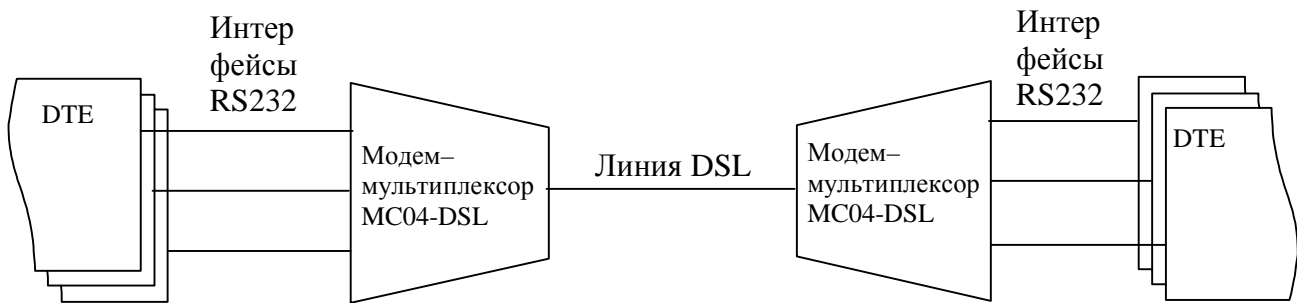 Интер
фейсы
RS232
DTE
Модем–
мультиплексор
МС04-DSL
Линия DSL
Модем–
мультиплексор
МС04-DSL
Интер
фейсы
RS232
DTE